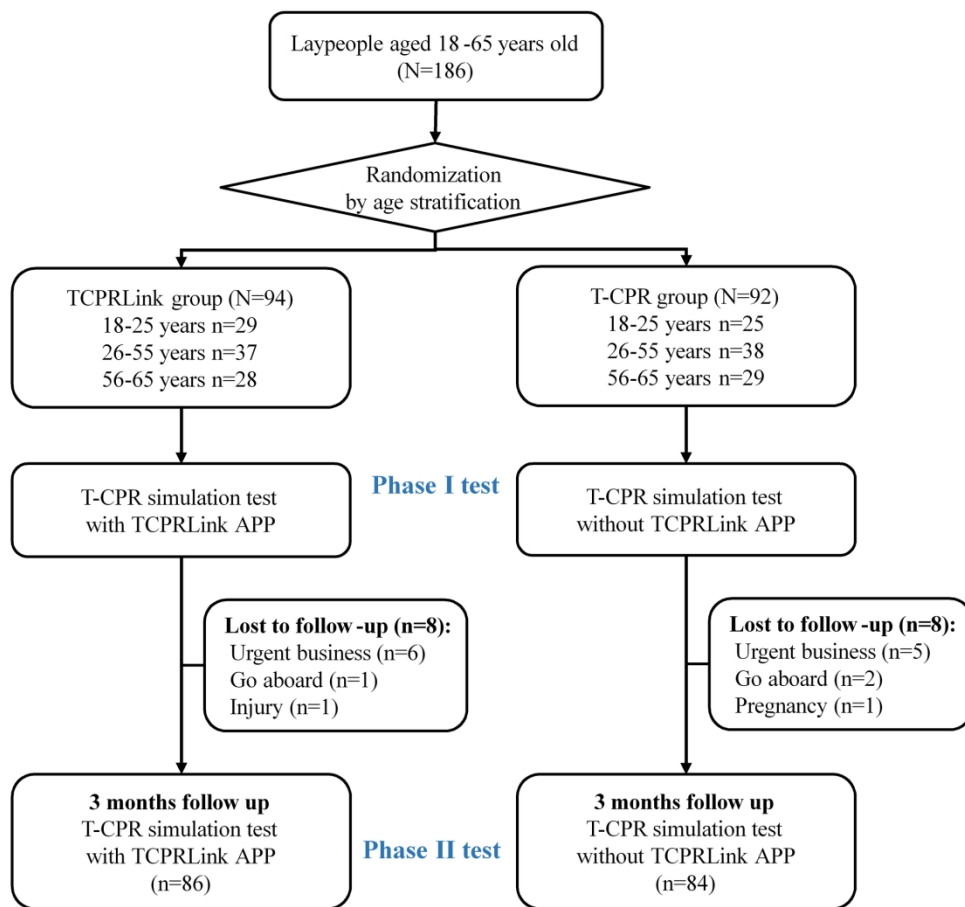 Laypeople aged 18-65 years old
(N=186)
Randomization
by age stratification
TCPRLink group (N=94)
18-25 years n=29
26-55 years n=37
56-65 years n=28
T-CPR group (N=92)
18-25 years n=25
26-55 years n=38
56-65 years n=29
T-CPR simulation test
with TCPRLink APP
Phase I test
T-CPR simulation test
without TCPRLink APP
Lost to follow-up (n=8):
Urgent business (n=6)
Go aboard (n=1)
Injury (n=1)
Lost to follow-up (n=8):
Urgent business (n=5)
Go aboard (n=2)
Pregnancy (n=1)
3 months follow up
T-CPR simulation test
with TCPRLink APP
(n=86)
Phase II test
3 months follow up
T-CPR simulation test
without TCPRLink APP
(n=84)